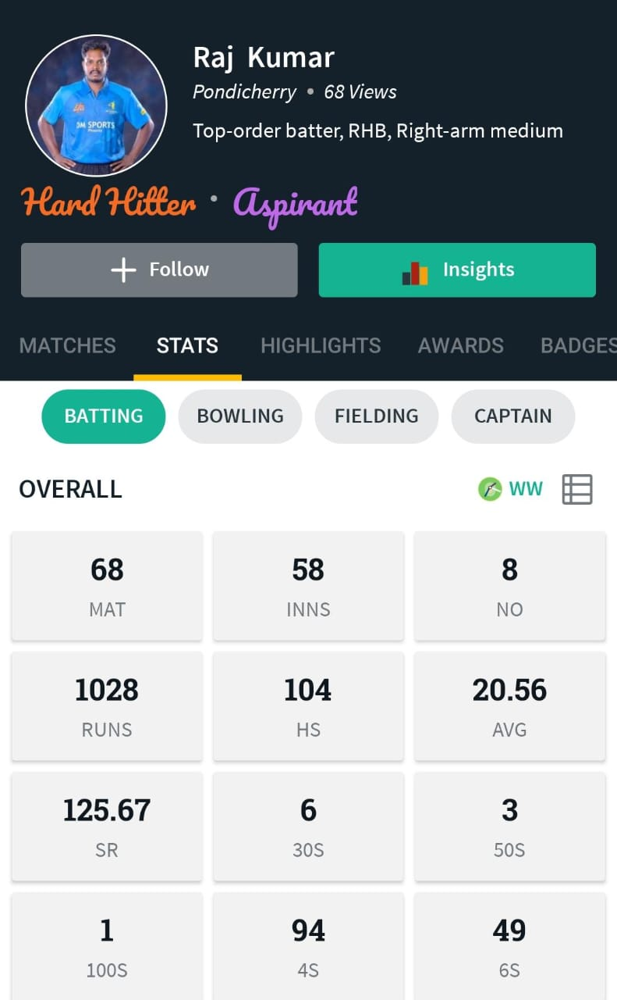 Raj Kumar
Pondicherry • 68 Views
Top-order batter, RHB, Right-arm medium
DM SPORTS
Hard Hitter • Aspirant
+ Follow
Insights
MATCHES STATS HIGHLIGHTS AWARDS BADGES
BATTING BOWLING FIELDING CAPTAIN
OVERALL WW
68 58 8
MAT INNS NO
1028 104 20.56
RUNS HS AVG
125.67 6 3
SR 30S 50S
1 94 49
100S 4S 6S